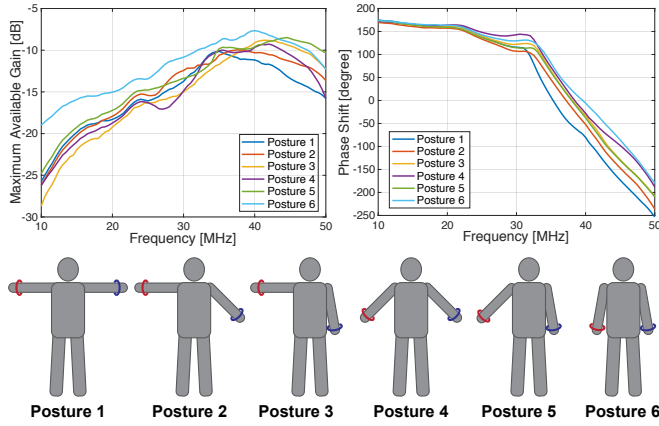 Maximum Available Gain [dB]
-5
-10
-15
-20
-25
-30
10
20
30
40
50
Frequency [MHz]
Posture 1
Posture 2
Posture 3
Posture 4
Posture 5
Posture 6
Phase Shift [degree]
200
150
100
50
0
-50
-100
-150
-200
-250
10
20
30
40
50
Frequency [MHz]
Posture 1
Posture 2
Posture 3
Posture 4
Posture 5
Posture 6
Posture 1 Posture 2 Posture 3 Posture 4 Posture 5 Posture 6